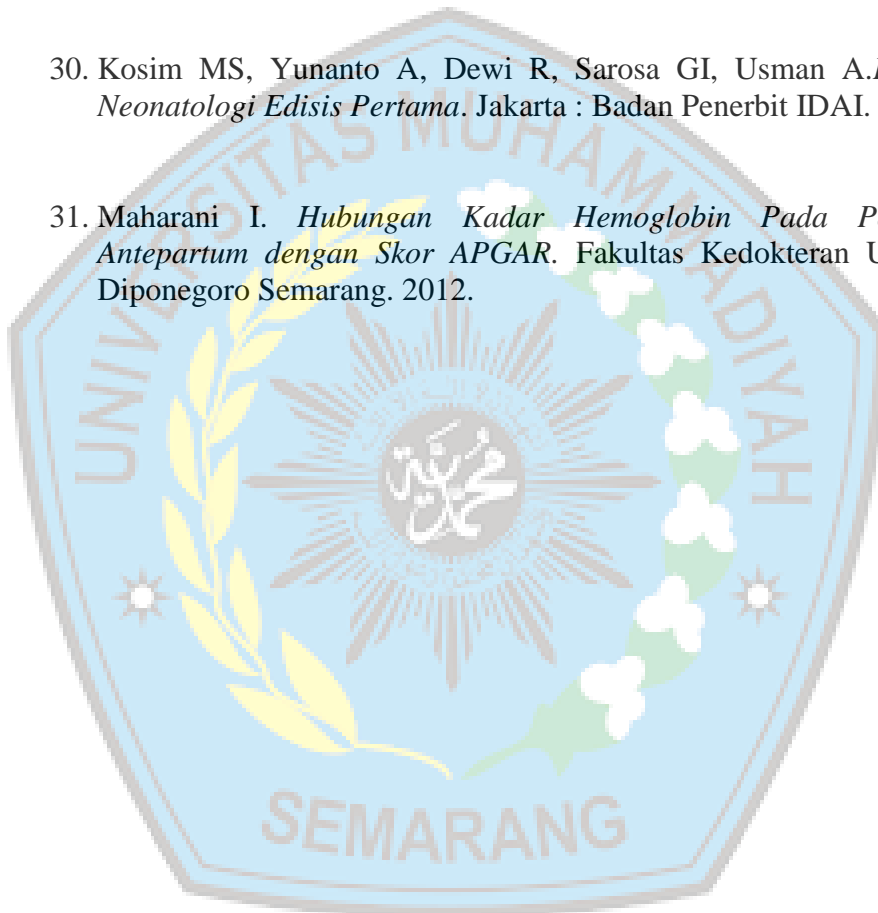 30. Kosim MS, Yunanto A, Dewi R, Sarosa GI, Usman A.
Neonatologi Edisis Pertama. Jakarta : Badan Penerbit IDAI.
31. Maharani I. Hubungan Kadar Hemoglobin Pada
Antepartum dengan Skor APGAR. Fakultas Kedokteran
Diponegoro Semarang. 2012.
UNIVERSITAS MUHAMMADIYAH
محمدية
SEMARANG